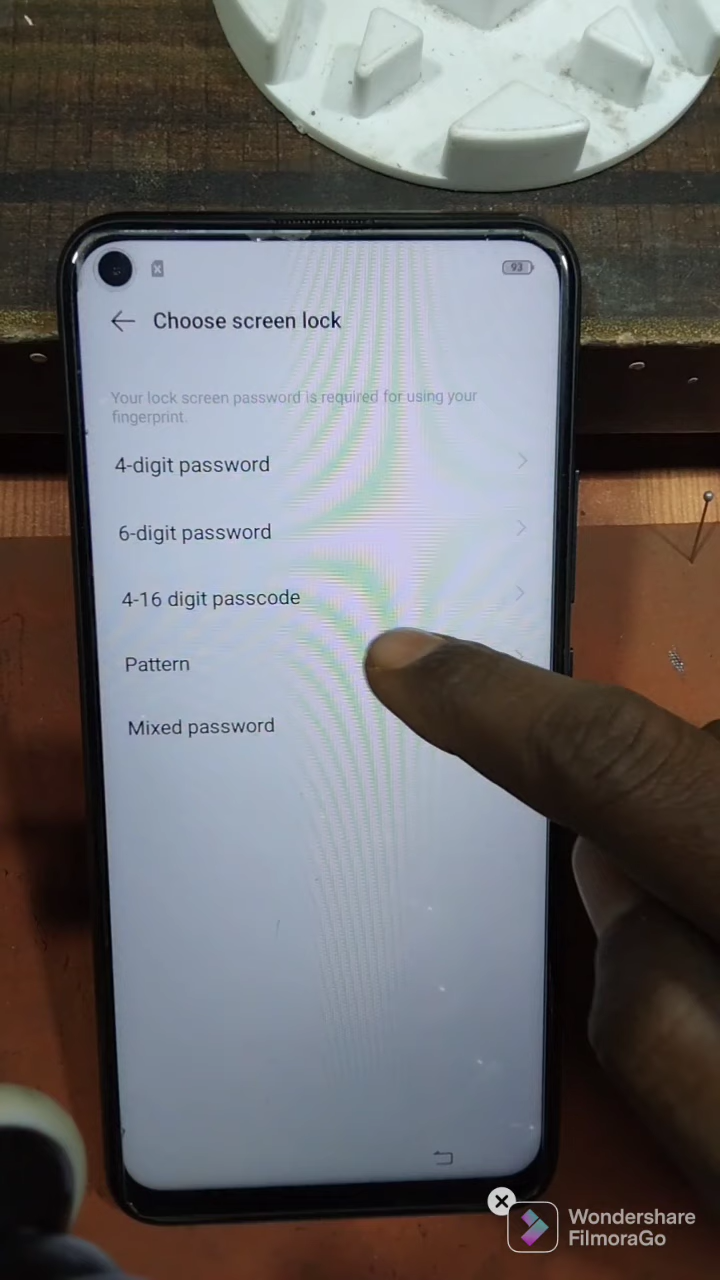 93
Choose screen lock
Your lock screen password is required for using your
fingerprint.
4-digit password
6-digit password
4-16 digit passcode
Pattern
Mixed password
Wondershare
FilmoraGo